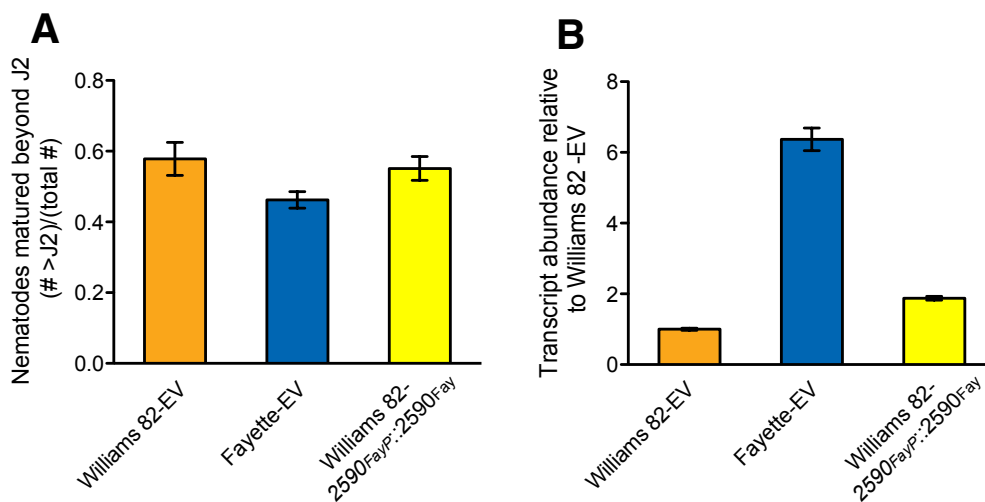 A
Nematodes matured beyond J2
(# >J2)/(total #)
0.8
0.6
0.4
0.2
0.0
Williams 82-EV
Fayette-EV
Williams 82-
2590FayP::2590Fay
B
Transcript abundance relative
to Williams 82 -EV
8
6
4
2
0
Williams 82-EV
Fayette-EV
Williams 82-
2590FayP::2590Fay